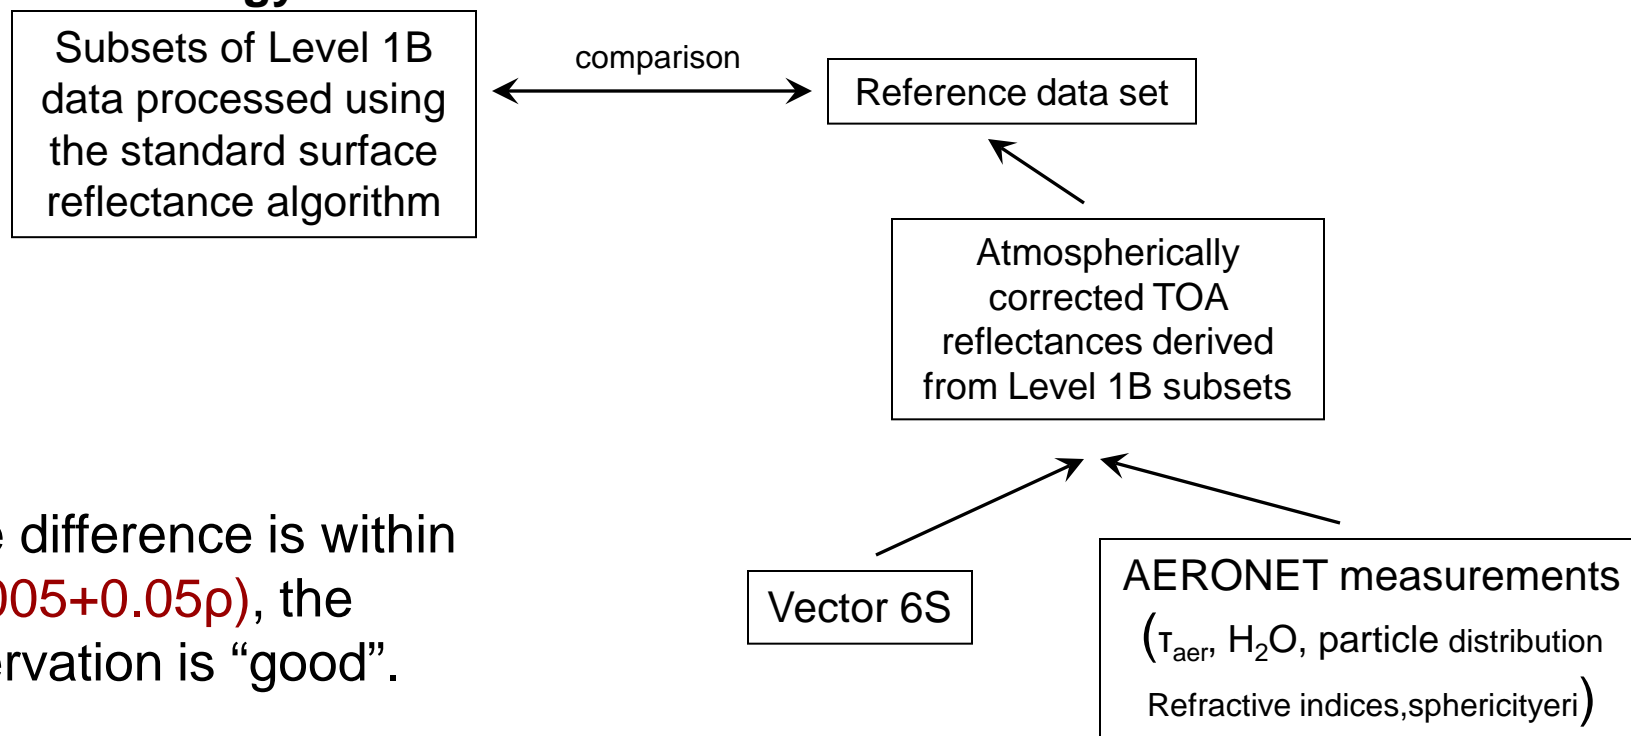 Subsets of Level 1B
data processed using
the standard surface
reflectance algorithm
comparison
Reference data set
Atmospherically
corrected TOA
reflectances derived
from Level 1B subsets
difference is within
005+0.05ρ), the
ervation is “good”.
Vector 6S
AERONET measurements
(τaer, H2O, particle distribution
Refractive indices,sphericityeri)